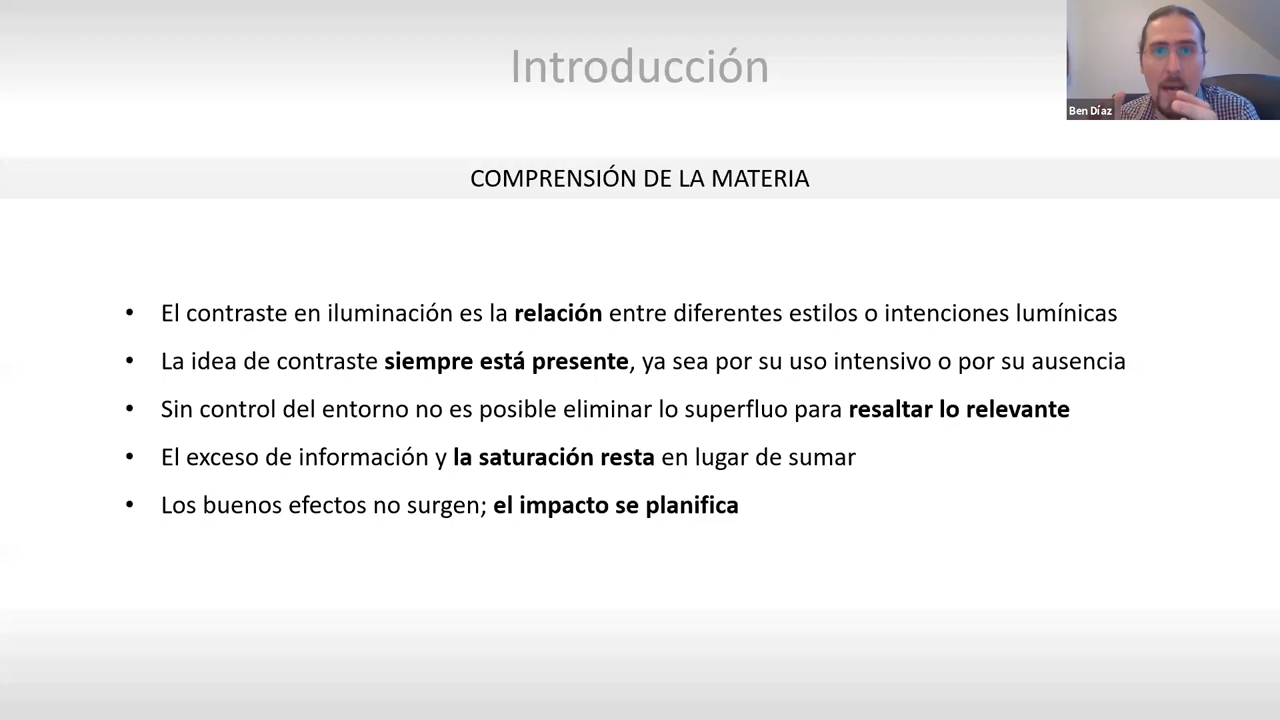 Introducción
Ben Díaz
COMPRENSIÓN DE LA MATERIA
• El contraste en iluminación es la relación entre diferentes estilos o intenciones lumínicas
• La idea de contraste siempre está presente, ya sea por su uso intensivo o por su ausencia
• Sin control del entorno no es posible eliminar lo superfluo para resaltar lo relevante
• El exceso de información y la saturación resta en lugar de sumar
• Los buenos efectos no surgen; el impacto se planifica